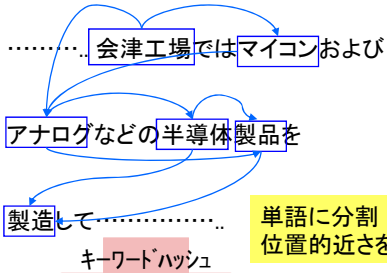 ………‥会津工場ではマイコンおよび
アナログなどの半導体製品を
製造して……………‥
単語に分割
位置的近さを
キーワードハッシュ